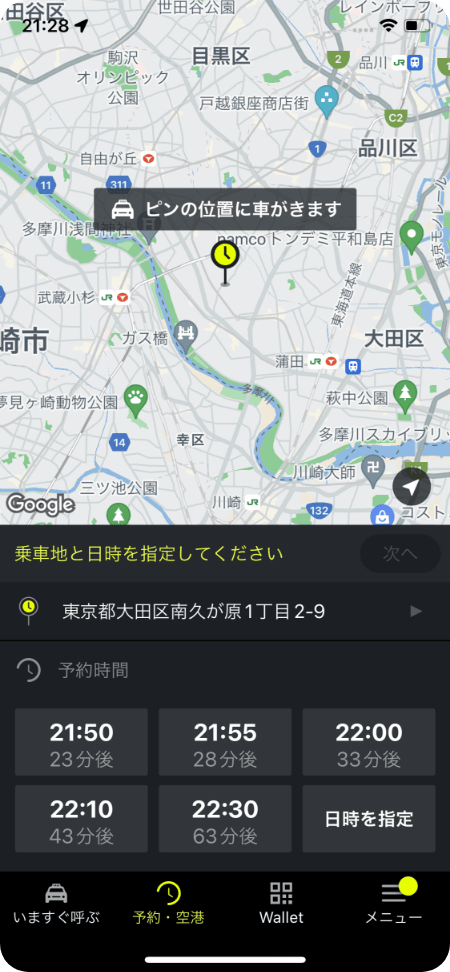 世田谷区
世田谷公園
レインボーブリッ
21:28
駒沢
オリンピック
公園
目黒区
2
品川
JR
戸越銀座商店街
C2
1
品川区
自由が丘
11
311
ピンの位置に車がきます
多摩川浅間神社
namcoトンデミ平和島店
東京モノレール
武蔵小杉
JR
東海道本線
崎市
ガス橋
大田区
蒲田
JR
夢見ヶ崎動物公園
多摩川
萩中公園
14
幸区
多摩川スカイブリッ
川崎大師
三ツ池公園
川崎
JR
132
Google
コスト
乗車地と日時を指定してください
次へ
東京都大田区南久が原1丁目2-9
予約時間
21:50
21:55
22:00
23分後
28分後
33分後
22:10
22:30
日時を指定
43分後
63分後
いますぐ呼ぶ
予約・空港
Wallet
メニュー